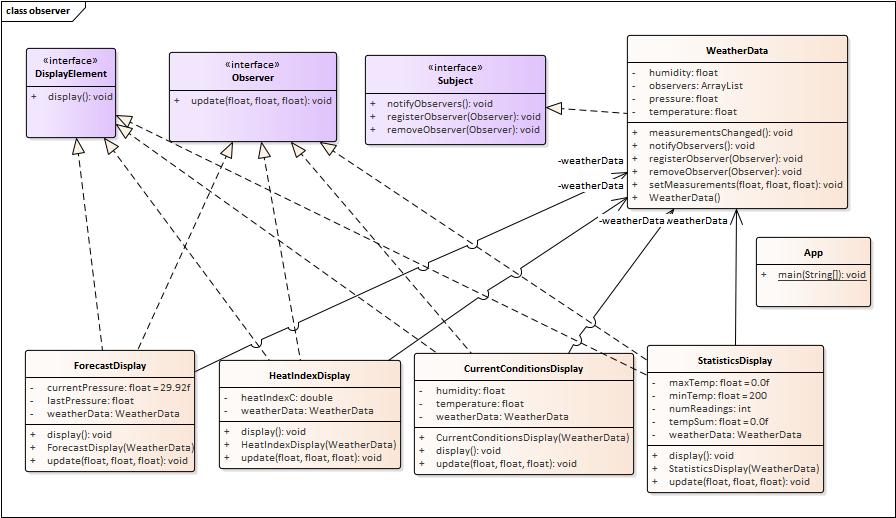 class observer
«interface»
DisplayElement
+ display(): void
«interface»
Observer
+ update(float, float, float): void
«interface»
Subject
+ notifyObservers(): void
+ registerObserver(Observer): void
+ removeObserver(Observer): void
WeatherData
- humidity: float
- observers: ArrayList
- pressure: float
- temperature: float
+ measurementsChanged(): void
+ notifyObservers(): void
+ registerObserver(Observer): void
+ removeObserver(Observer): void
+ setMeasurements(float, float, float): void
+ WeatherData()
-weatherData
-weatherData
-weatherData
weatherData
App
+ main(String[]): void
ForecastDisplay
- currentPressure: float = 29.92f
- lastPressure: float
- weatherData: WeatherData
+ display(): void
+ ForecastDisplay(WeatherData)
+ update(float, float, float): void
HeatIndexDisplay
- heatIndexC: double
- weatherData: WeatherData
+ display(): void
+ HeatIndexDisplay(WeatherData)
+ update(float, float, float): void
CurrentConditionsDisplay
- humidity: float
- temperature: float
- weatherData: WeatherData
+ CurrentConditionsDisplay(WeatherData)
+ display(): void
+ update(float, float, float): void
StatisticsDisplay
- maxTemp: float = 0.0f
- minTemp: float = 200
- numReadings: int
- tempSum: float = 0.0f
- weatherData: WeatherData
+ display(): void
+ StatisticsDisplay(WeatherData)
+ update(float, float, float): void